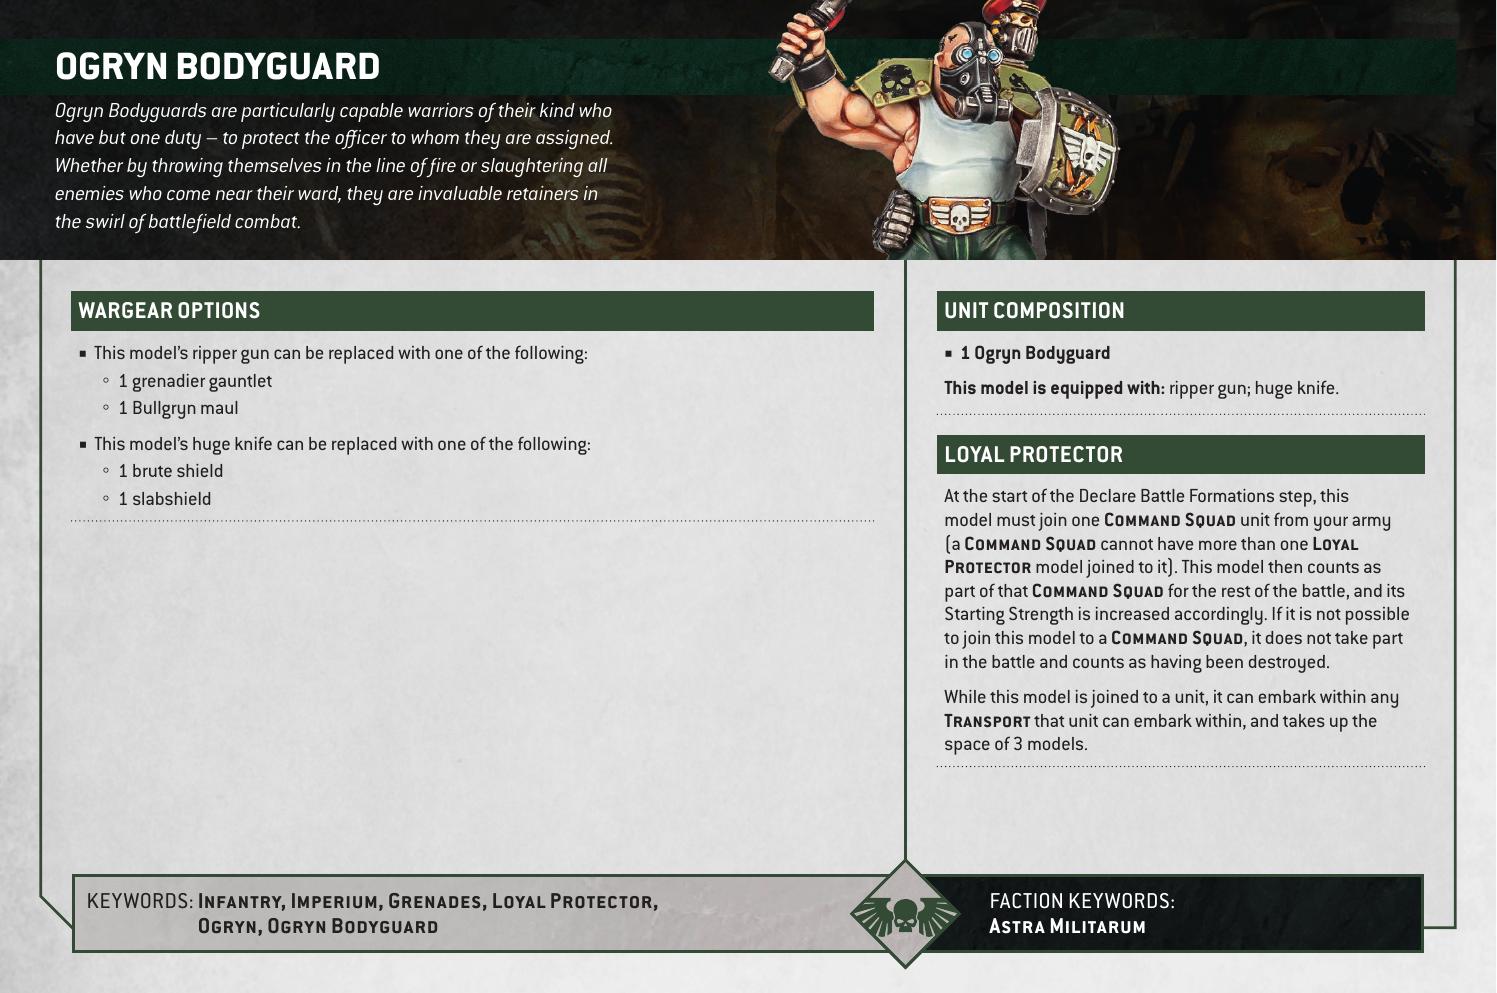 OGRYN BODYGUARD
Ogryn Bodyguards are particularly capable warriors of their kind who
have but one duty – to protect the officer to whom they are assigned.
Whether by throwing themselves in the line of fire or slaughtering all
enemies who come near their ward, they are invaluable retainers in
the swirl of battlefield combat.
WARGEAR OPTIONS
▪ This model’s ripper gun can be replaced with one of the following:
◦ 1 grenadier gauntlet
◦ 1 Bullgryn maul
▪ This model’s huge knife can be replaced with one of the following:
◦ 1 brute shield
◦ 1 slabshield
UNIT COMPOSITION
▪ 1 Ogryn Bodyguard
This model is equipped with: ripper gun; huge knife.
LOYAL PROTECTOR
At the start of the Declare Battle Formations step, this
model must join one COMMAND SQUAD unit from your army
(a COMMAND SQUAD cannot have more than one LOYAL
PROTECTOR model joined to it). This model then counts as
part of that COMMAND SQUAD for the rest of the battle, and its
Starting Strength is increased accordingly. If it is not possible
to join this model to a COMMAND SQUAD, it does not take part
in the battle and counts as having been destroyed.
While this model is joined to a unit, it can embark within any
TRANSPORT that unit can embark within, and takes up the
space of 3 models.
KEYWORDS: INFANTRY, IMPERIUM, GRENADES, LOYAL PROTECTOR,
OGRYN, OGRYN BODYGUARD
FACTION KEYWORDS:
ASTRA MILITARUM